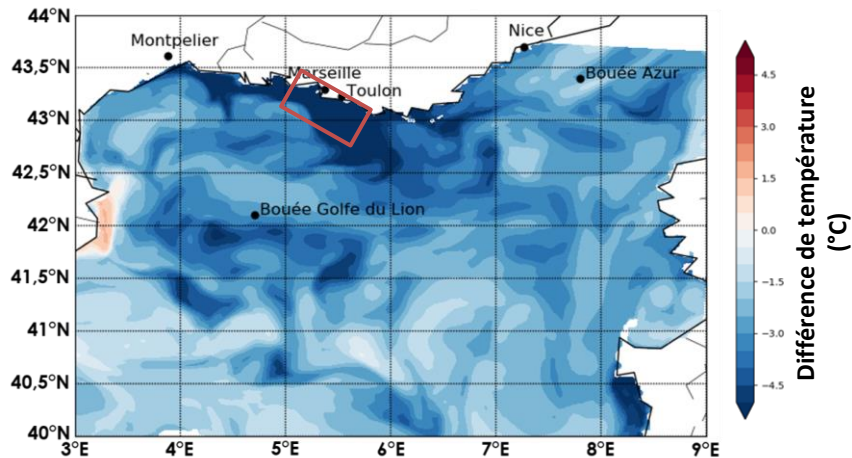 44°N
43,5°N
43°N
42,5°N
42°N
41,5°N
41°N
40,5°N
40°N
3°E 4°E 5°E 6°E 7°E 8°E 9°E
Montpelier
Marseille
Toulon
Nice
Bouée Azur
Bouée Golfe du Lion
4.5
3.0
1.5
0.0
−1.5
−3.0
−4.5
Différence de température
(°C)